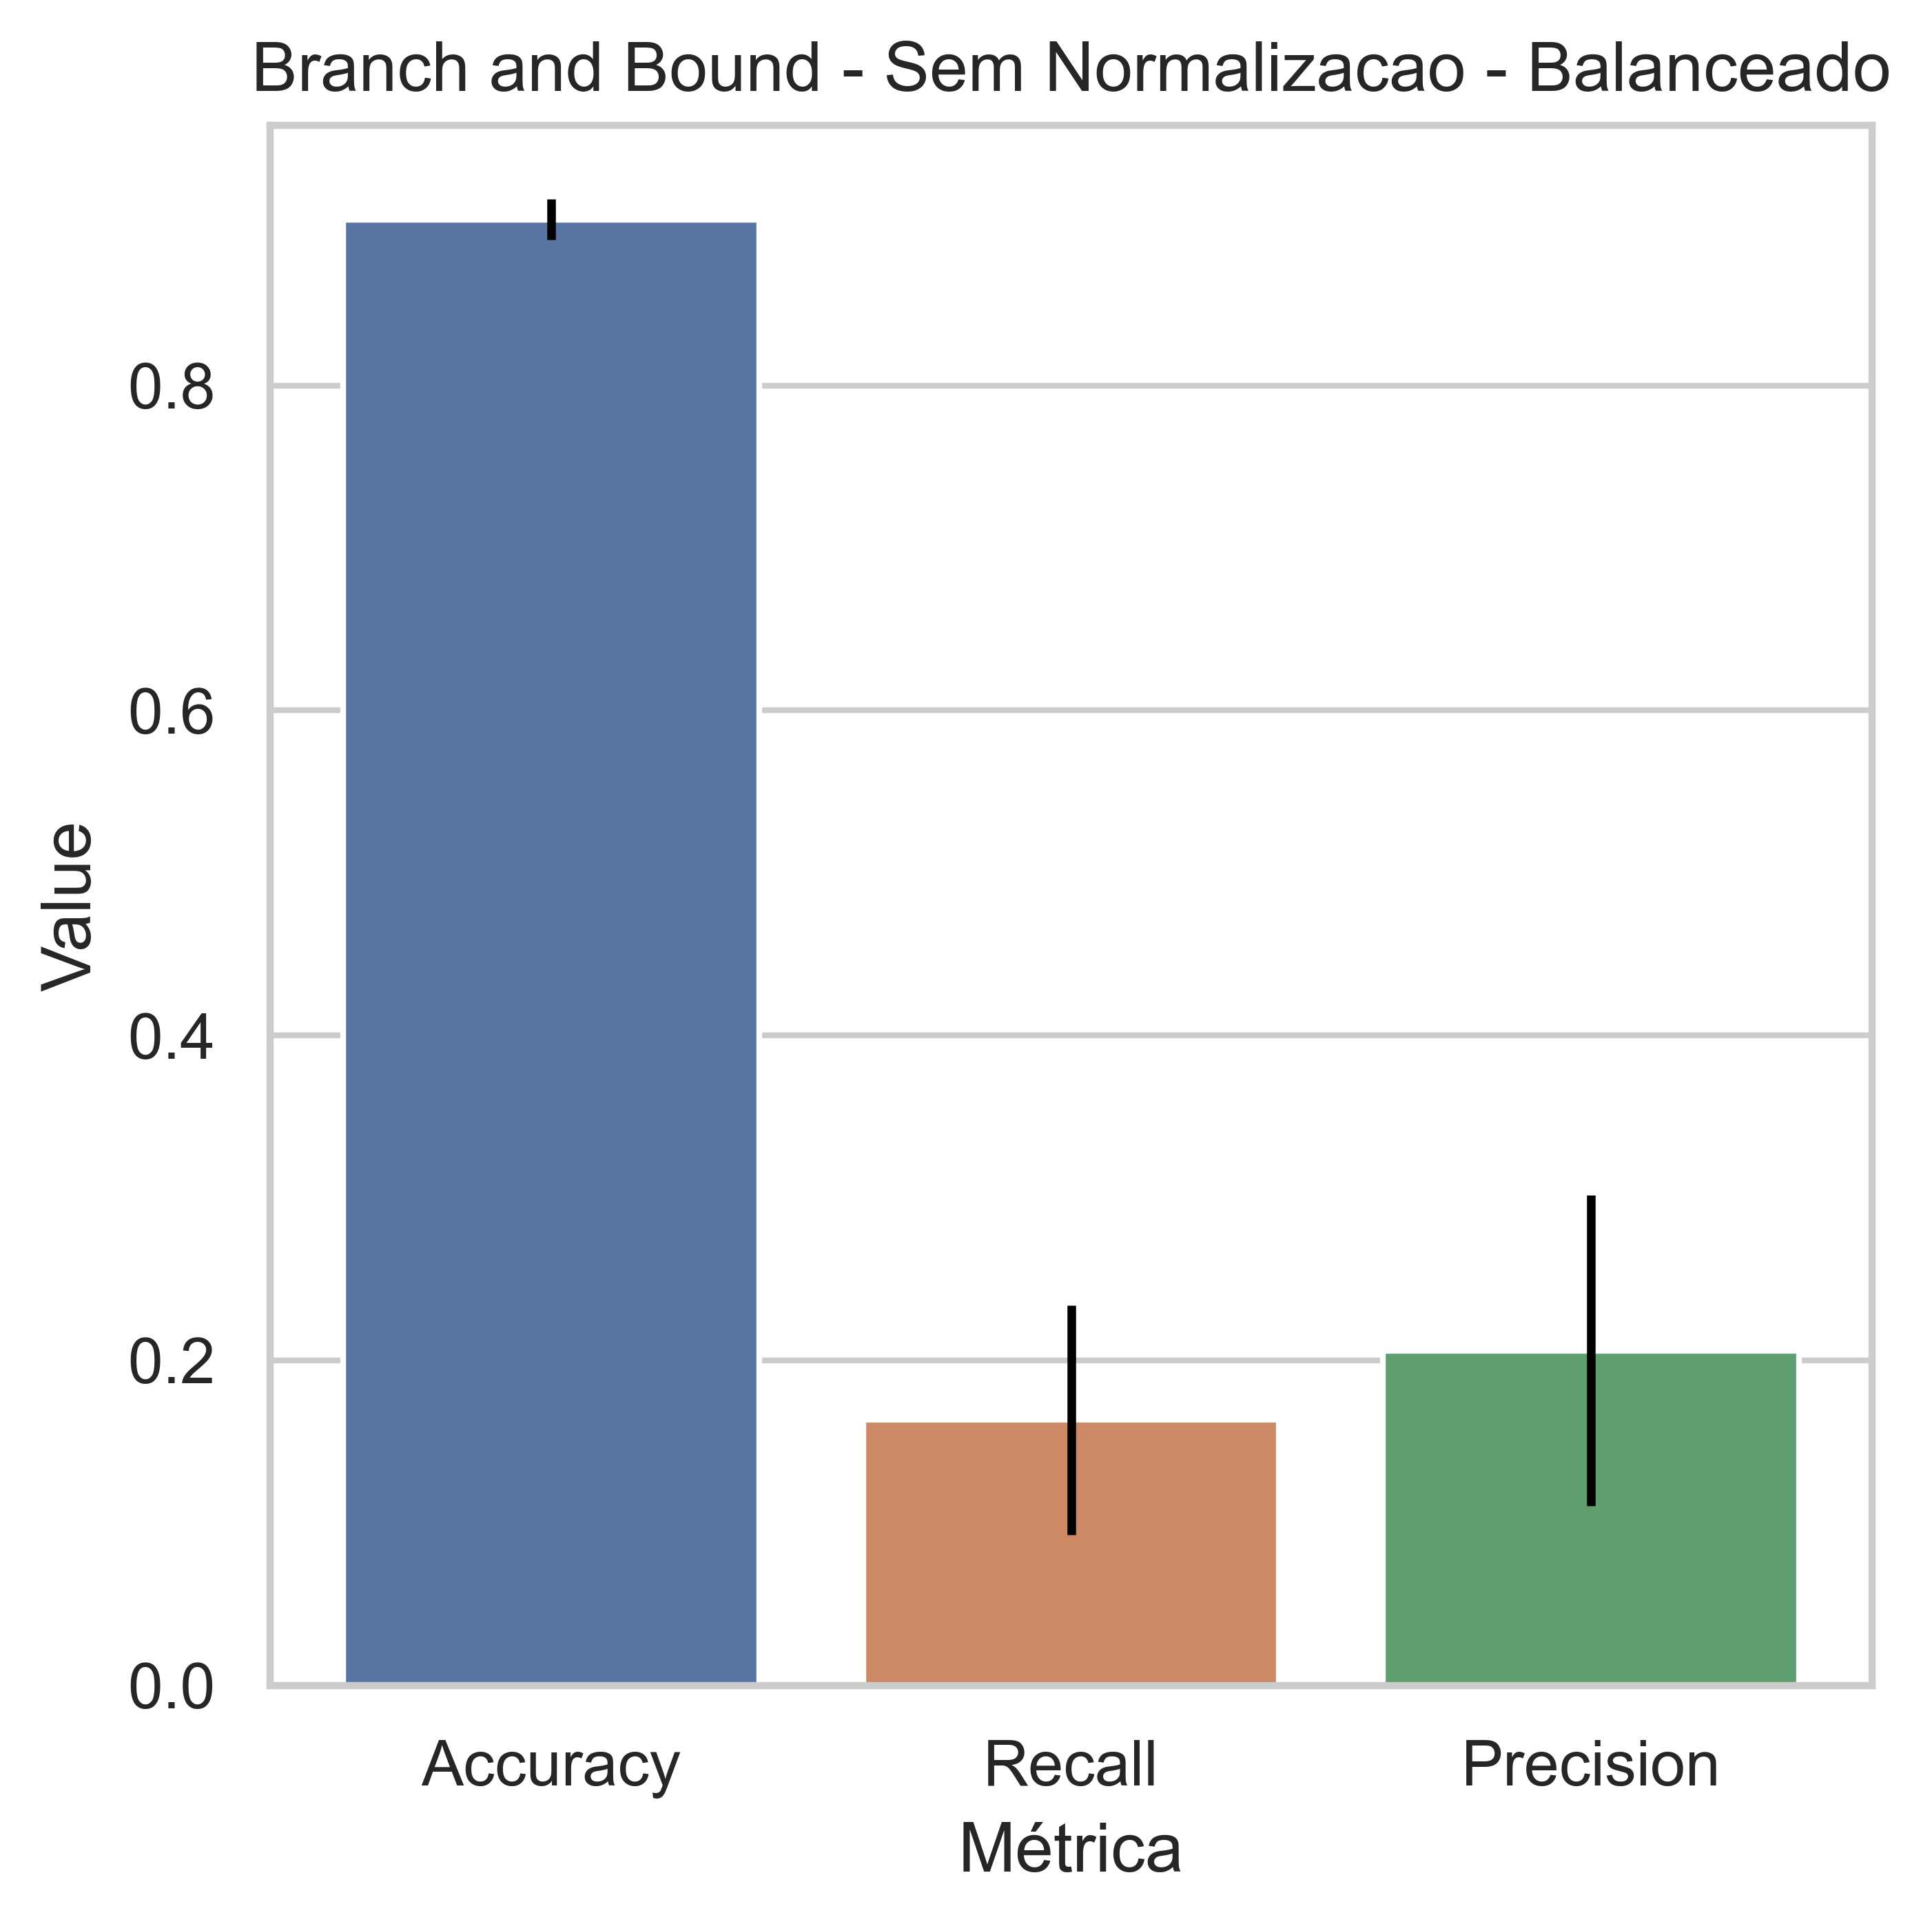 Branch and Bound - Sem Normalizacao - Balanceado
0.8
0.6
0.4
0.2
0.0
Value
Accuracy Recall Precision
Métrica